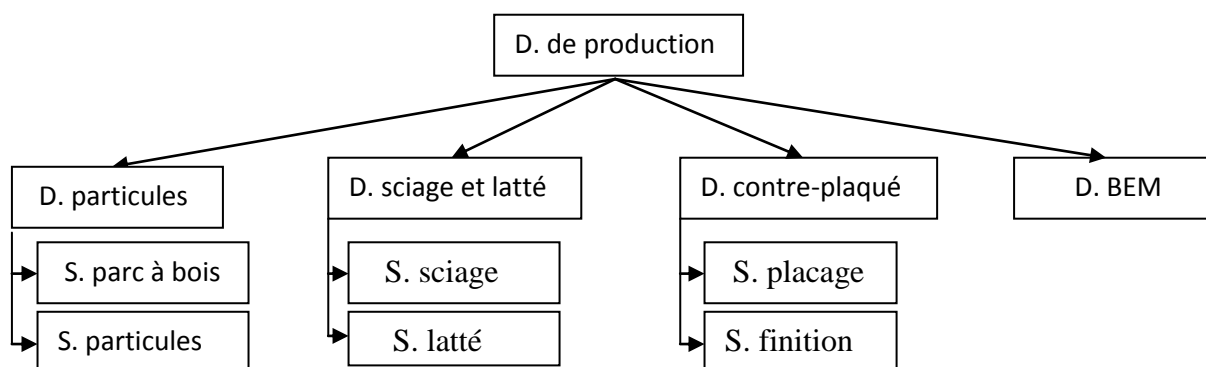 D. de production
D. particules
D. sciage et latté
D. contre-plaqué
D. BEM
S. parc à bois
S. sciage
S. placage
S. particules
S. latté
S. finition